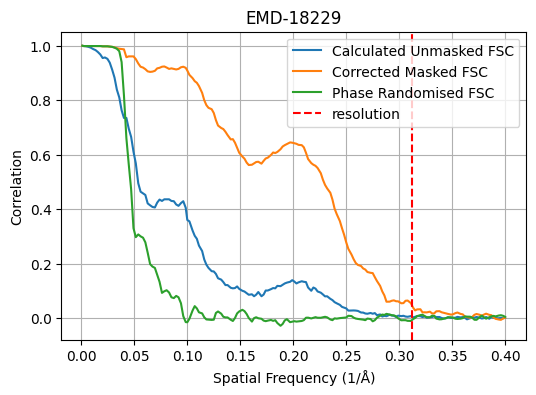 EMD-18229
Calculated Unmasked FSC
Corrected Masked FSC
Phase Randomised FSC
resolution
Correlation
1.0
0.8
0.6
0.4
0.2
0.0
0.00 0.05 0.10 0.15 0.20 0.25 0.30 0.35 0.40
Spatial Frequency (1/Å)